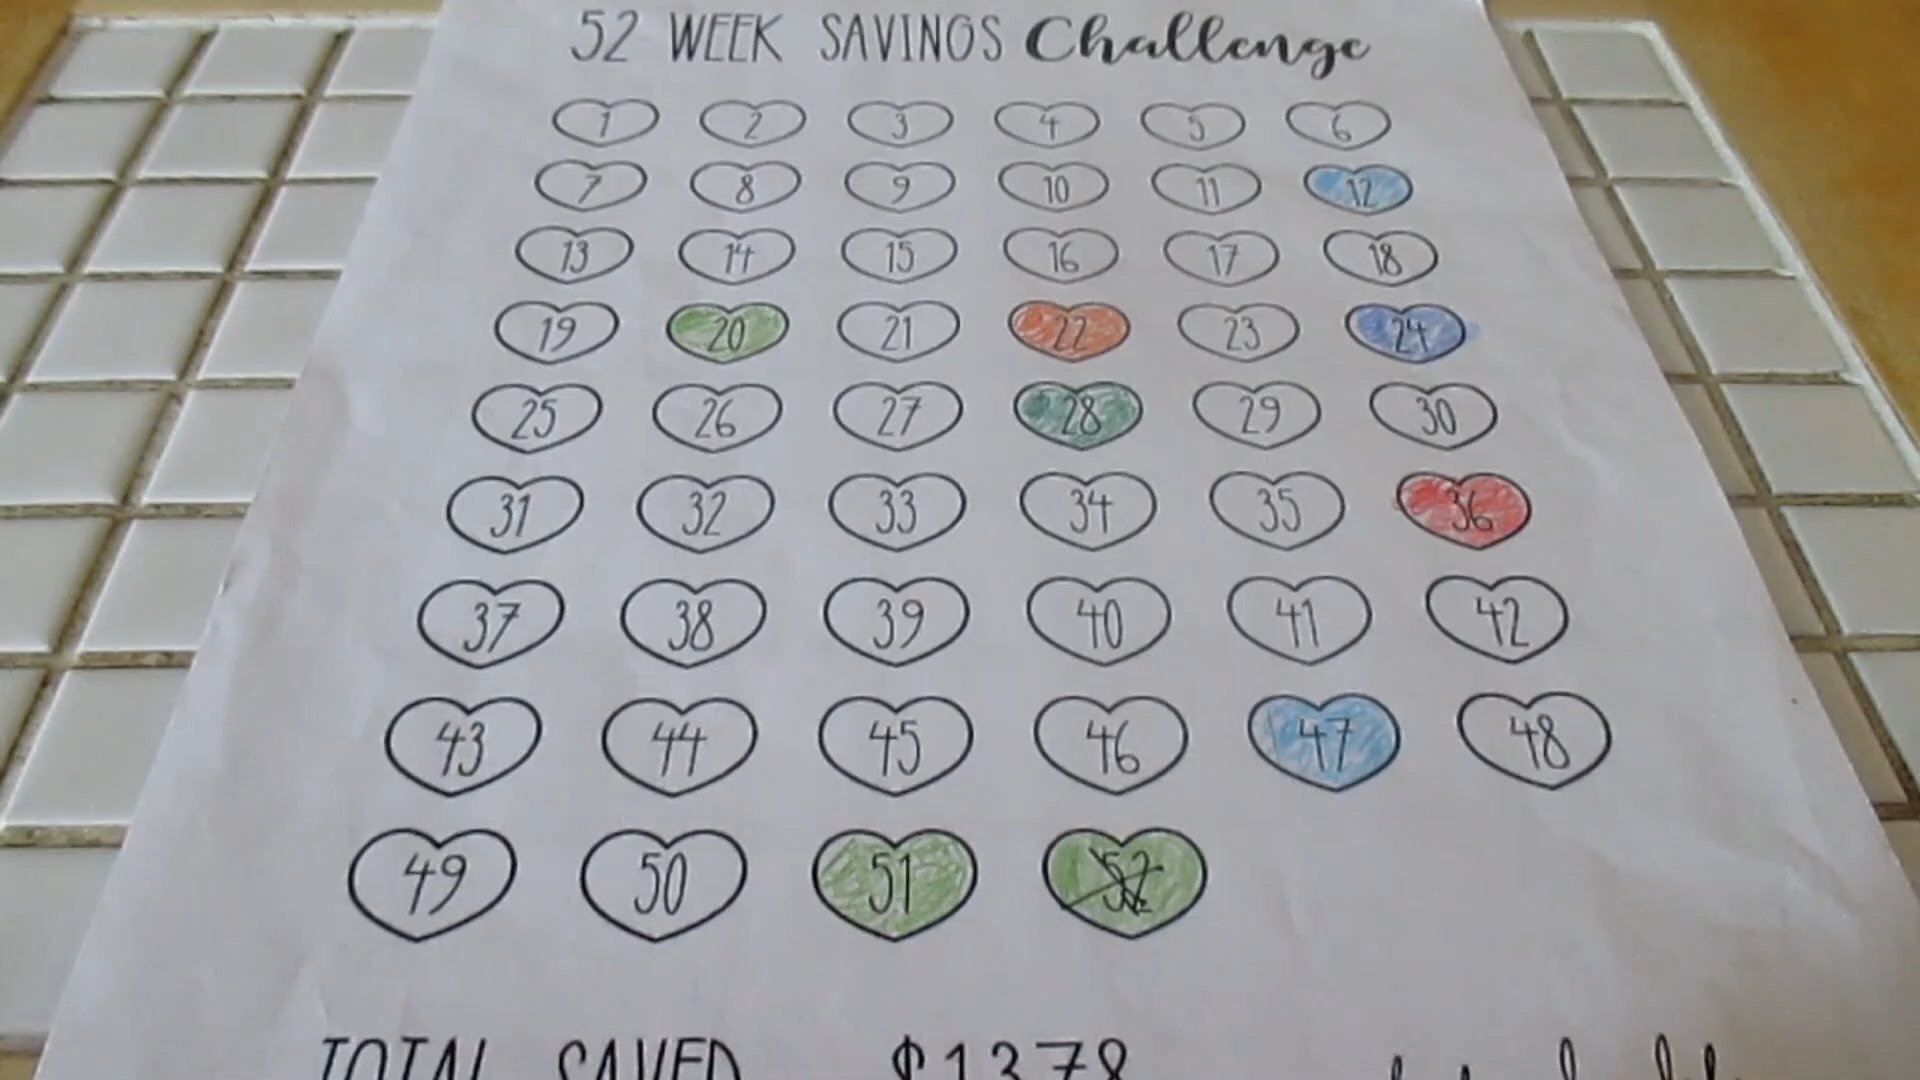 52 WEEK SAVINGS Challenge
1 2 3 4 5 6
7 8 9 10 11 12
13 14 15 16 17 18
19 20 21 22 23 24
25 26 27 28 29 30
31 32 33 34 35 36
37 38 39 40 41 42
43 44 45 46 47 48
49 50 51 52
TOTAL SAVED $1378